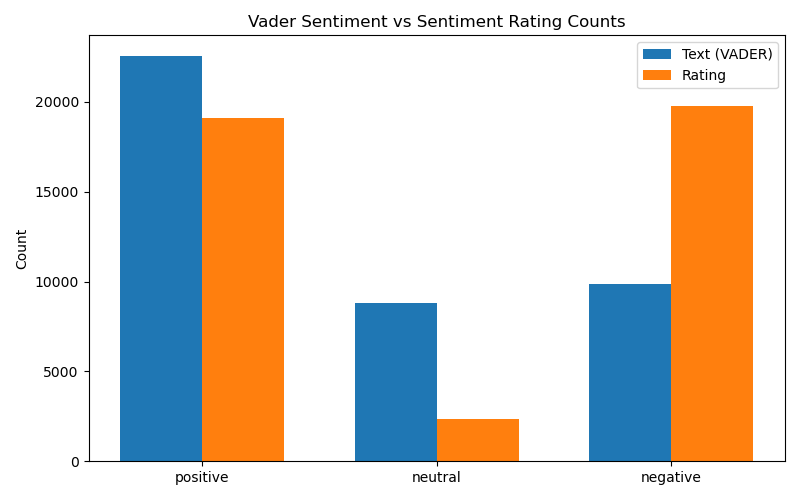 Vader Sentiment vs Sentiment Rating Counts
Text (VADER)
Rating
Count
20000
15000
10000
5000
0
positive
neutral
negative